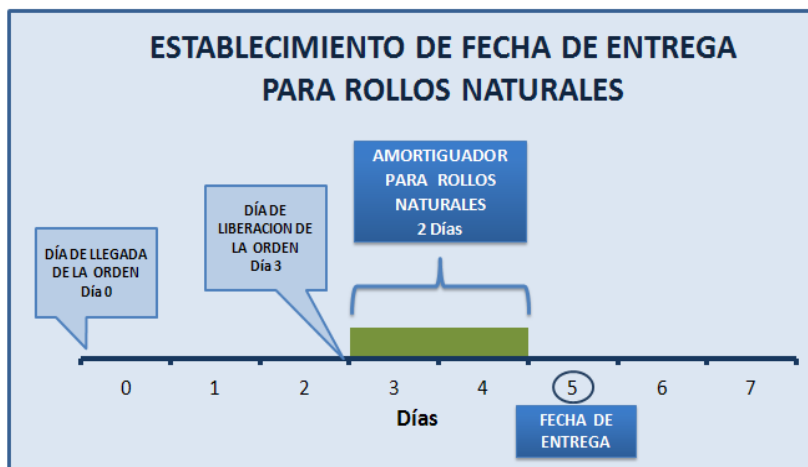 ESTABLECIMIENTO DE FECHA DE ENTREGA
PARA ROLLOS NATURALES
AMORTIGUADOR
PARA ROLLOS
NATURALES
2 Días
DÍA DE
LIBERACION DE
LA ORDEN
Día 3
DÍA DE LLEGADA
DE LA ORDEN
Día 0
0 1 2 3 4 5 6 7
Días
FECHA DE
ENTREGA